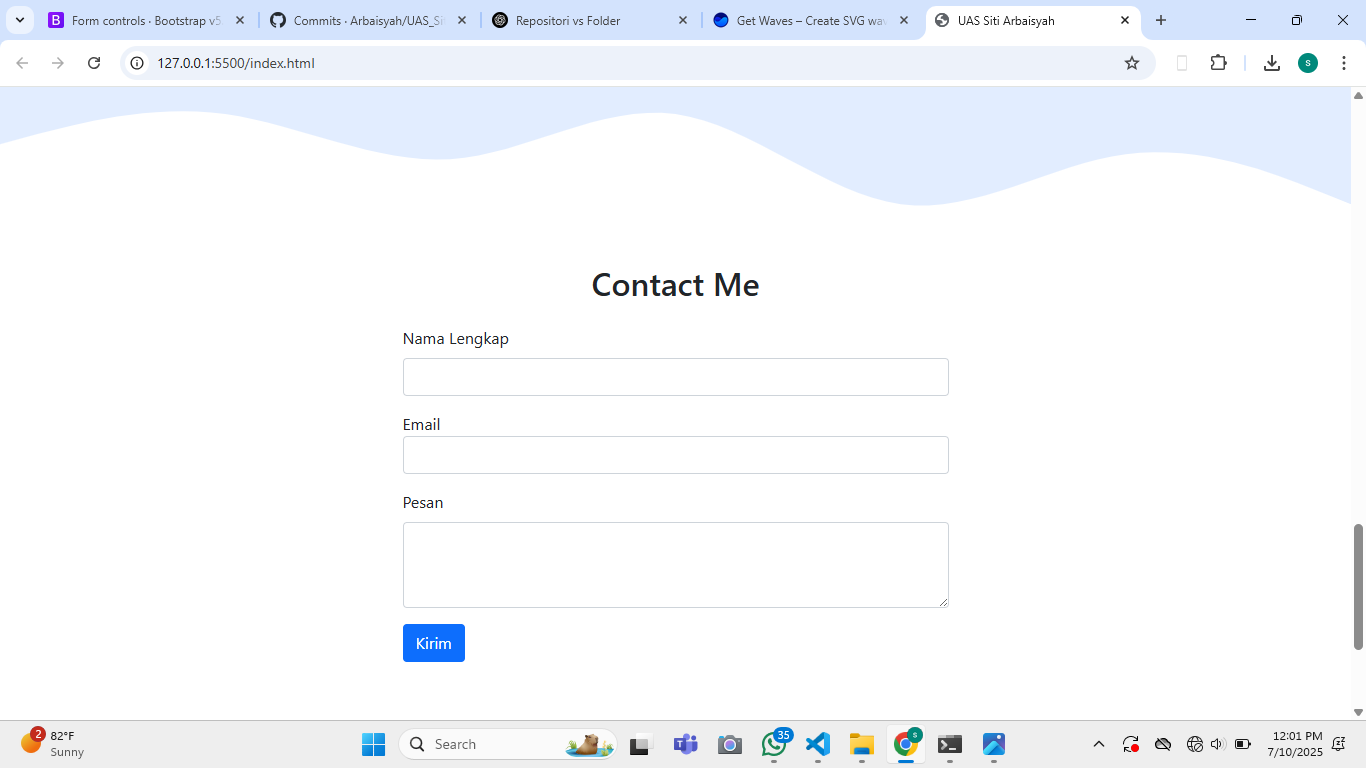 Form controls · Bootstrap v5
Commits · Arbaisyah/UAS_Si
Repositori vs Folder
Get Waves – Create SVG wav
UAS Siti Arbaisyah
127.0.0.1:5500/index.html
s
Contact Me
Nama Lengkap
Email
Pesan
Kirim
2
82°F
Sunny
Search
35
s
12:01 PM
7/10/2025